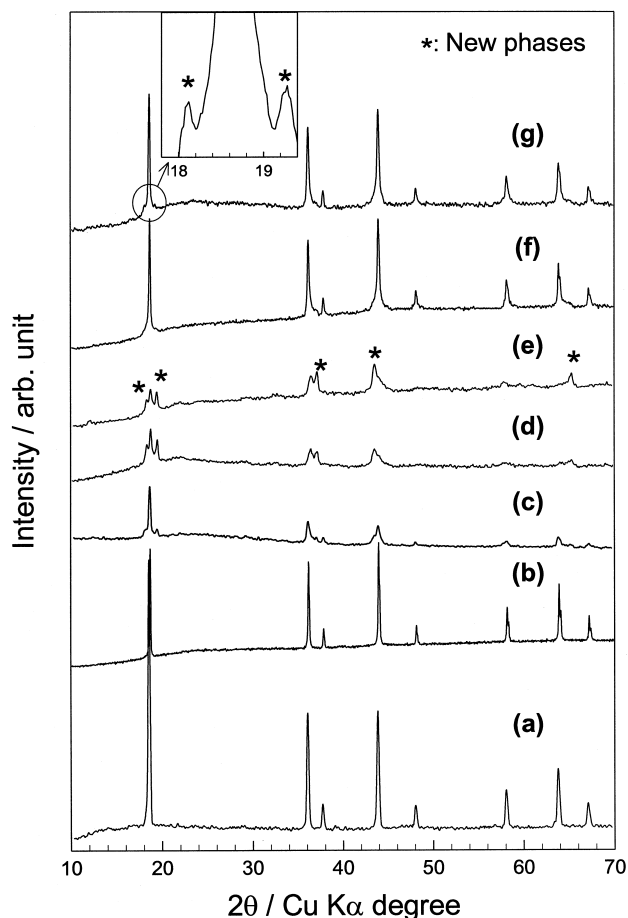 *: New phases
* *
18 19
(g)
(f)
(e)
* * * * *
(d)
(c)
(b)
(a)
Intensity / arb. unit
10 20 30 40 50 60 70
2θ / Cu Kα degree